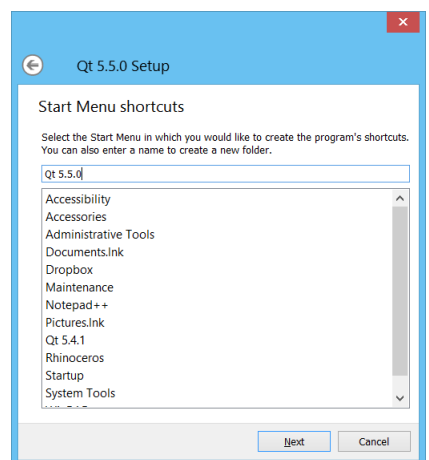 Qt 5.5.0 Setup
Start Menu shortcuts
Select the Start Menu in which you would like to create the program's shortcuts.
You can also enter a name to create a new folder.
Qt 5.5.0
Accessibility
Accessories
Administrative Tools
Documents.lnk
Dropbox
Maintenance
Notepad++
Pictures.lnk
Qt 5.4.1
Rhinoceros
Startup
System Tools
Next
Cancel